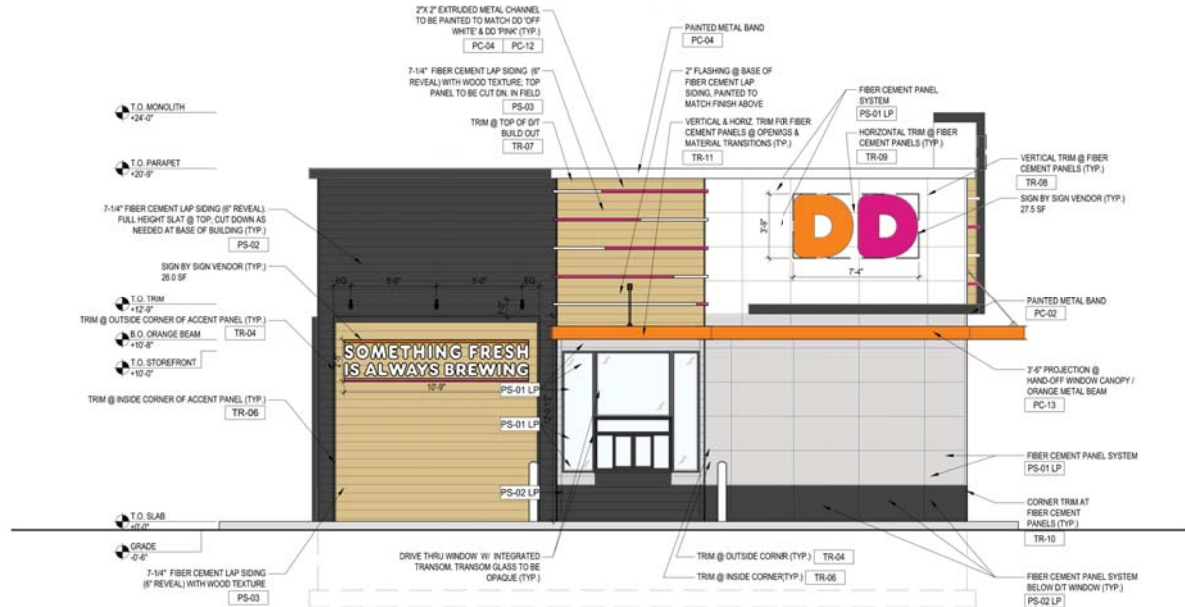 2"X 2" EXTRUDED METAL CHANNEL
TO BE PAINTED TO MATCH DD 'OFF
WHITE' & DD 'PINK' (TYP.)
PC-04 PC-12
7-1/4" FIBER CEMENT LAP SIDING (6"
REVEAL) WITH WOOD TEXTURE; TOP
PANEL TO BE CUT DN. IN FIELD
PS-03
TRIM @ TOP OF D/T
BUILD OUT
TR-07
PAINTED METAL BAND
PC-04
2" FLASHING @ BASE OF
FIBER CEMENT LAP
SIDING, PAINTED TO
MATCH FINISH ABOVE
VERTICAL & HORIZ. TRIM FOR FIBER
CEMENT PANELS @ OPENINGS &
MATERIAL TRANSITIONS (TYP.)
TR-11
FIBER CEMENT PANEL
SYSTEM
PS-01 LP
HORIZONTAL TRIM @ FIBER
CEMENT PANELS (TYP.)
TR-09
VERTICAL TRIM @ FIBER
CEMENT PANELS (TYP.)
TR-08
SIGN BY SIGN VENDOR (TYP.)
27.5 SF
T.O. MONOLITH
+24'-0"
T.O. PARAPET
+20'-9"
7-1/4" FIBER CEMENT LAP SIDING (6" REVEAL).
FULL HEIGHT SLAT @ TOP; CUT DOWN AS
NEEDED AT BASE OF BUILDING (TYP.)
PS-02
SIGN BY SIGN VENDOR (TYP.)
26.0 SF
T.O. TRIM
+12'-9"
TRIM @ OUTSIDE CORNER OF ACCENT PANEL (TYP.)
TR-04
B.O. ORANGE BEAM
+10'-8"
T.O. STOREFRONT
+10'-0"
TRIM @ INSIDE CORNER OF ACCENT PANEL (TYP.)
TR-06
EQ 5'-0" 5'-0" EQ
DD
3'-9"
7'-4"
SOMETHING FRESH
IS ALWAYS BREWING
10'-9"
PS-01 LP
PS-01 LP
PS-02 LP
PAINTED METAL BAND
PC-02
3'-6" PROJECTION @
HAND-OFF WINDOW CANOPY /
ORANGE METAL BEAM
PC-13
FIBER CEMENT PANEL SYSTEM
PS-01 LP
CORNER TRIM AT
FIBER CEMENT
PANELS (TYP.)
TR-10
T.O. SLAB
+0'-0"
GRADE
-0'-6"
7-1/4" FIBER CEMENT LAP SIDING
(6" REVEAL) WITH WOOD TEXTURE
PS-03
DRIVE THRU WINDOW W/ INTEGRATED
TRANSOM. TRANSOM GLASS TO BE
OPAQUE (TYP.)
TRIM @ OUTSIDE CORNER (TYP.) TR-04
TRIM @ INSIDE CORNER(TYP.) TR-06
FIBER CEMENT PANEL SYSTEM
BELOW D/T WINDOW (TYP.)
PS-02 LP